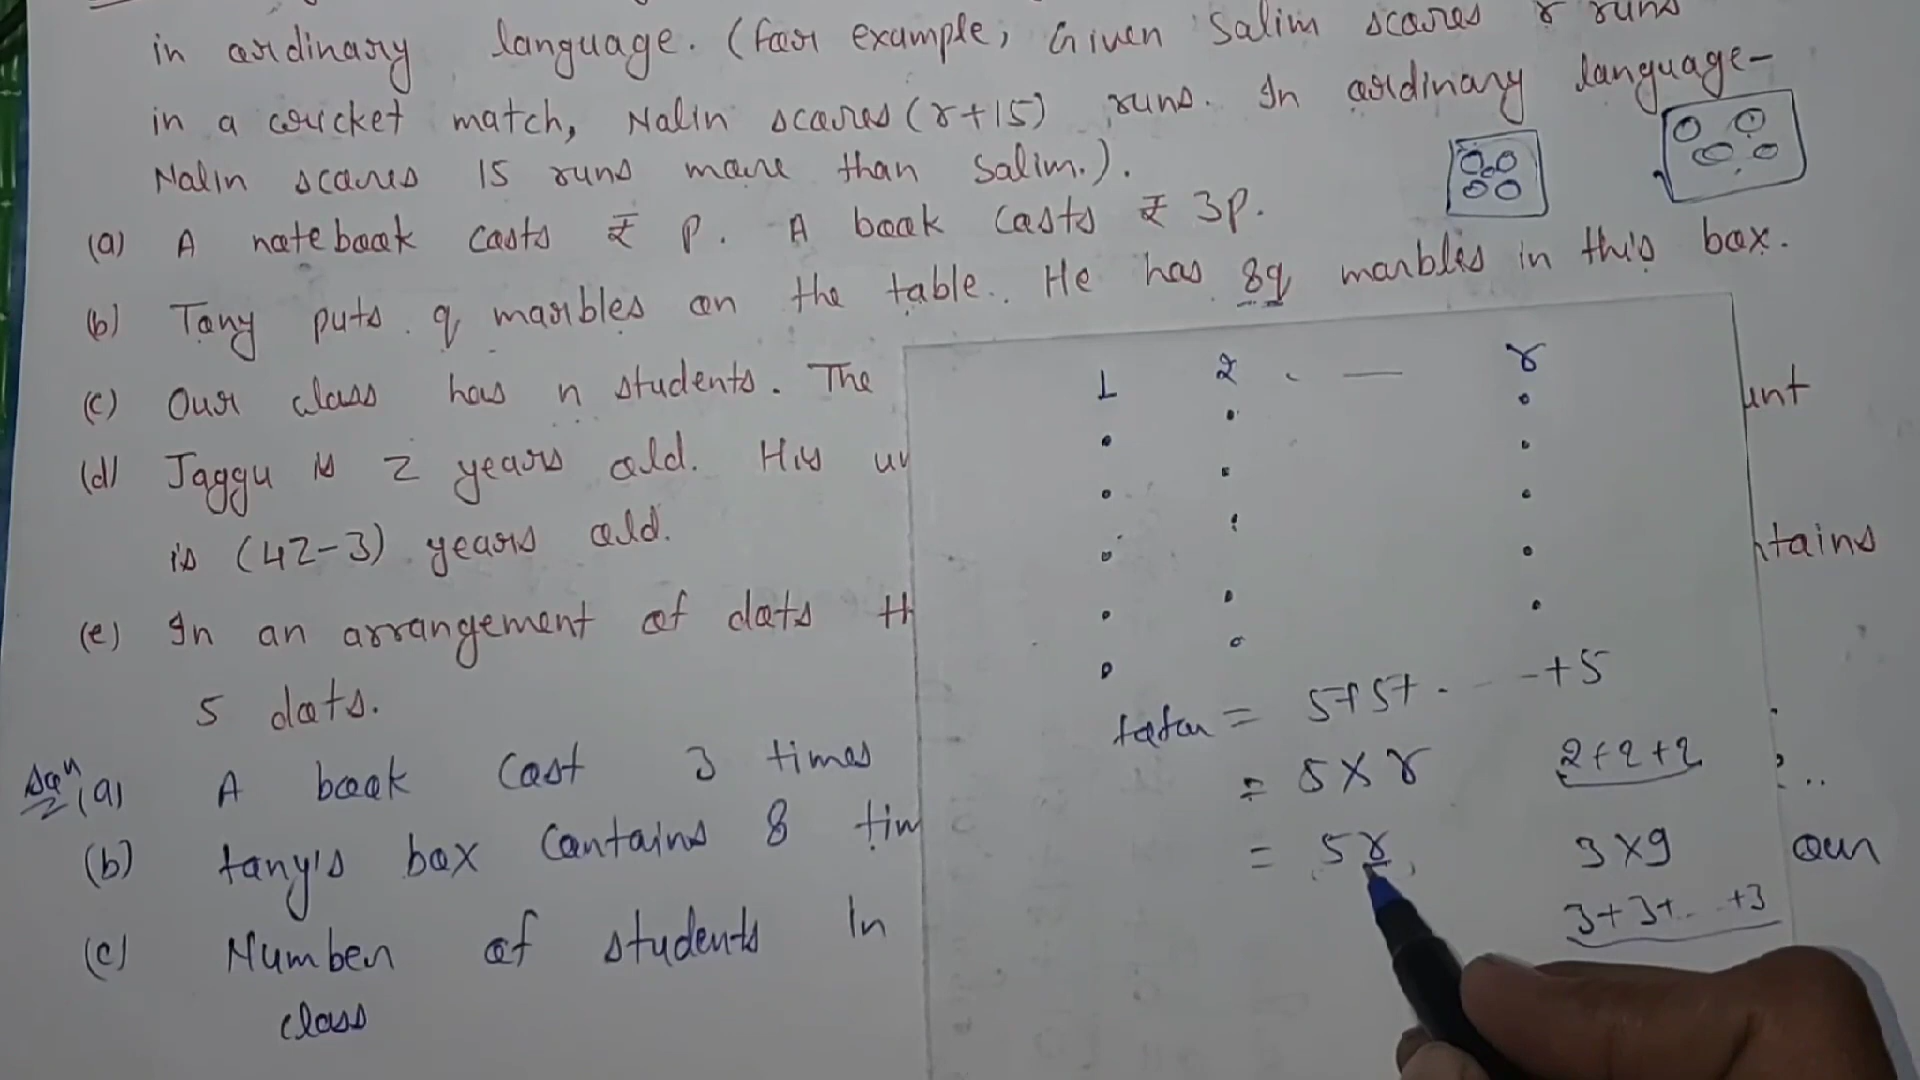 in ordinary language. (for example, Given Salim scores r runs
in a cricket match, Nalin scores (r+15) runs. In ordinary language-
Nalin scores 15 runs more than Salim.).
(a) A notebook costs ₹ p. A book costs ₹ 3p.
(b) Tony puts q marbles on the table. He has 8q marbles in this box.
(c) Our class has n students. The
(d) Jaggu is z years old. His
is (4z-3) years old.
(e) In an arrangement of dots
5 dots.
Soln (a) A book cost 3 times
(b) tony's box contains 8
(c) Number of students In
class
1 2 . — r
total = 5+5+ . - - -+5
= 5×r
= 5r
2+2+2
3×9
3+3+.. ..+3
our